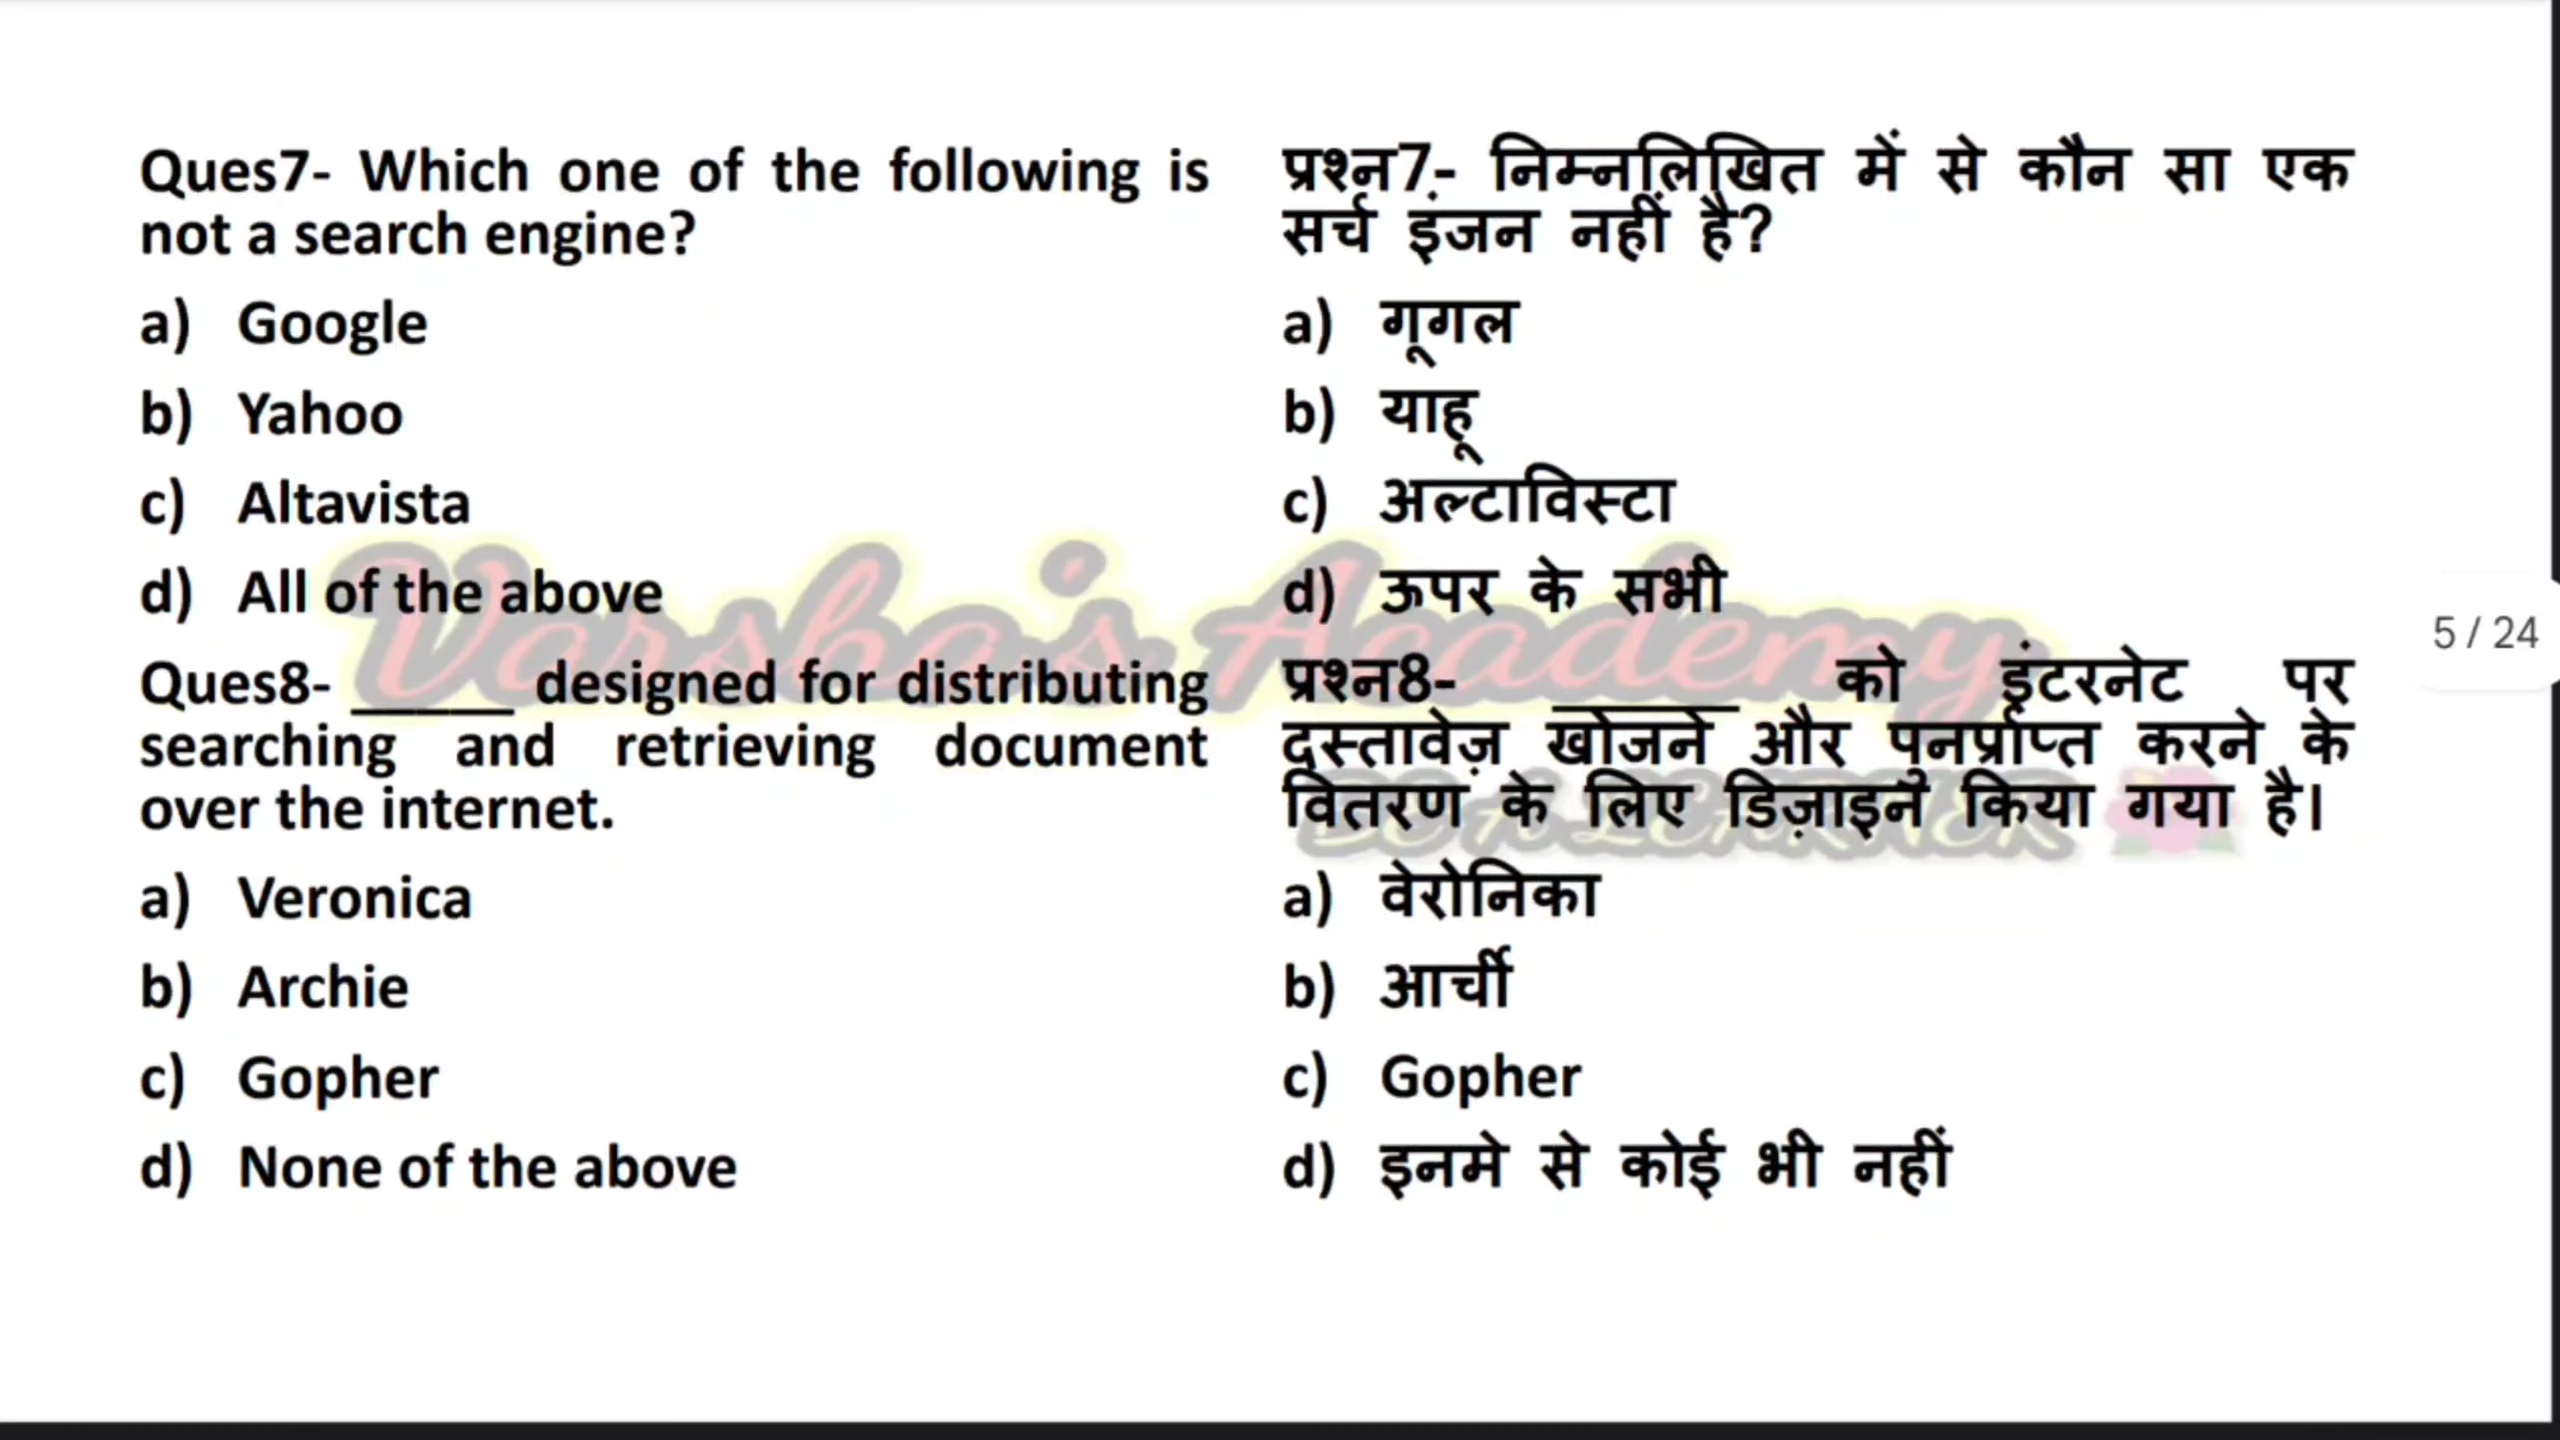 Ques7- Which one of the following is
not a search engine?
a) Google
b) Yahoo
c) Altavista
d) All of the above
Ques8- _____ designed for distributing
searching and retrieving document
over the internet.
a) Veronica
b) Archie
c) Gopher
d) None of the above
प्रश्न7- निम्नलिखित में से कौन सा एक
सर्च इंजन नहीं है?
a) गूगल
b) याहू
c) अल्टाविस्टा
d) ऊपर के सभी
प्रश्न8- ______ को इंटरनेट पर
दस्तावेज़ खोजने और पुनर्प्राप्त करने के
वितरण के लिए डिज़ाइन किया गया है।
a) वेरोनिका
b) आर्ची
c) Gopher
d) इनमे से कोई भी नहीं
Varsha's Academy
BE A LEARNER
5 / 24